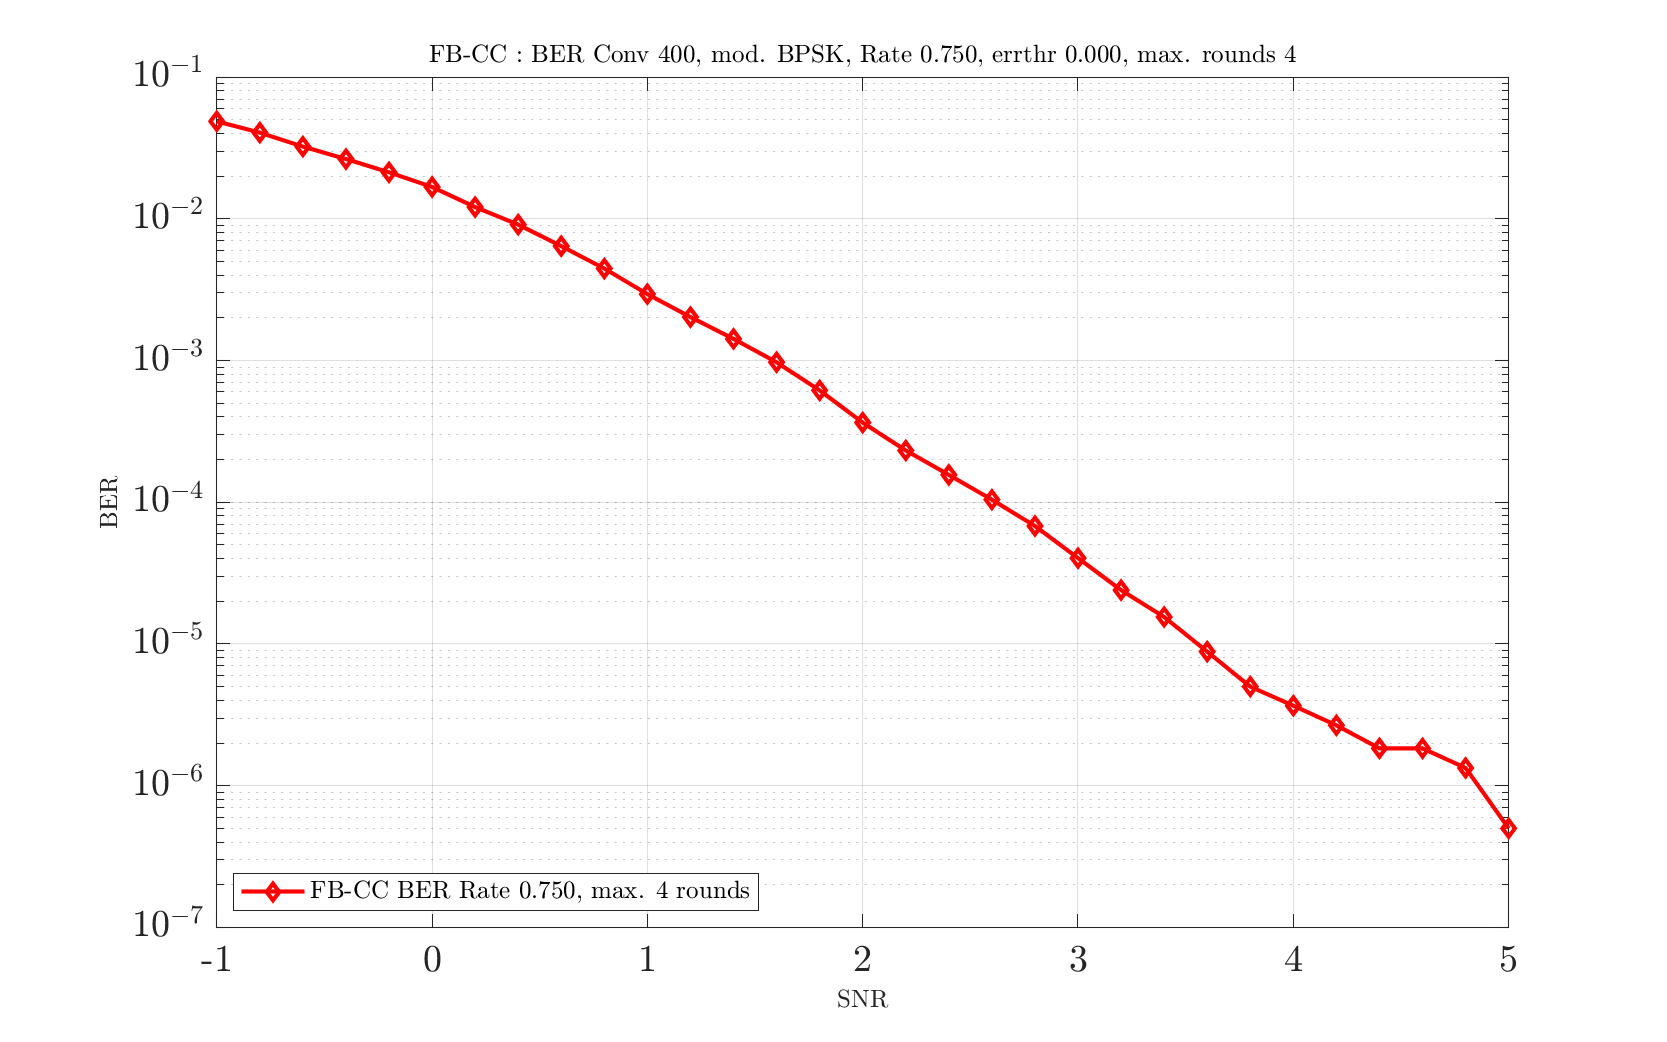 FB-CC : BER Conv 400, mod. BPSK, Rate 0.750, errthr 0.000, max. rounds 4
10⁻¹
10⁻²
10⁻³
10⁻⁴
10⁻⁵
10⁻⁶
10⁻⁷
BER
FB-CC BER Rate 0.750, max. 4 rounds
-1 0 1 2 3 4 5
SNR